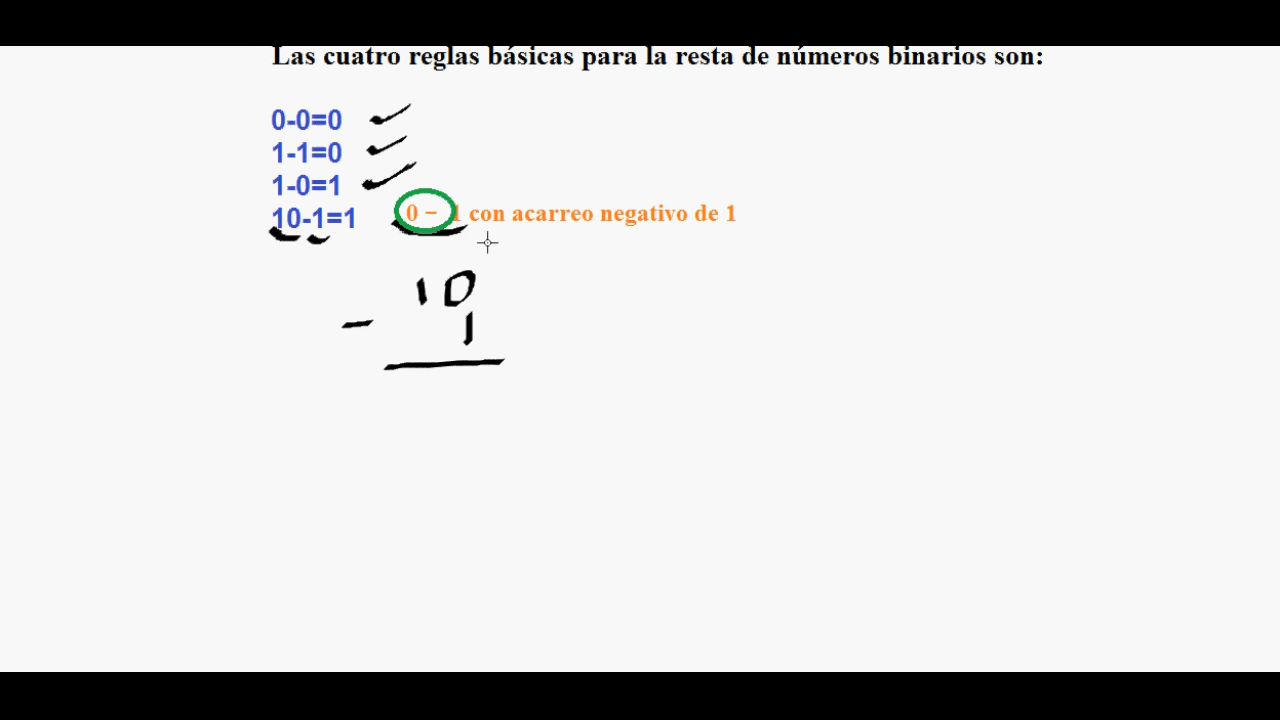 Las cuatro reglas básicas para la resta de números binarios son:
0-0=0
1-1=0
1-0=1
10-1=1 0 − 1 con acarreo negativo de 1
10
− 1